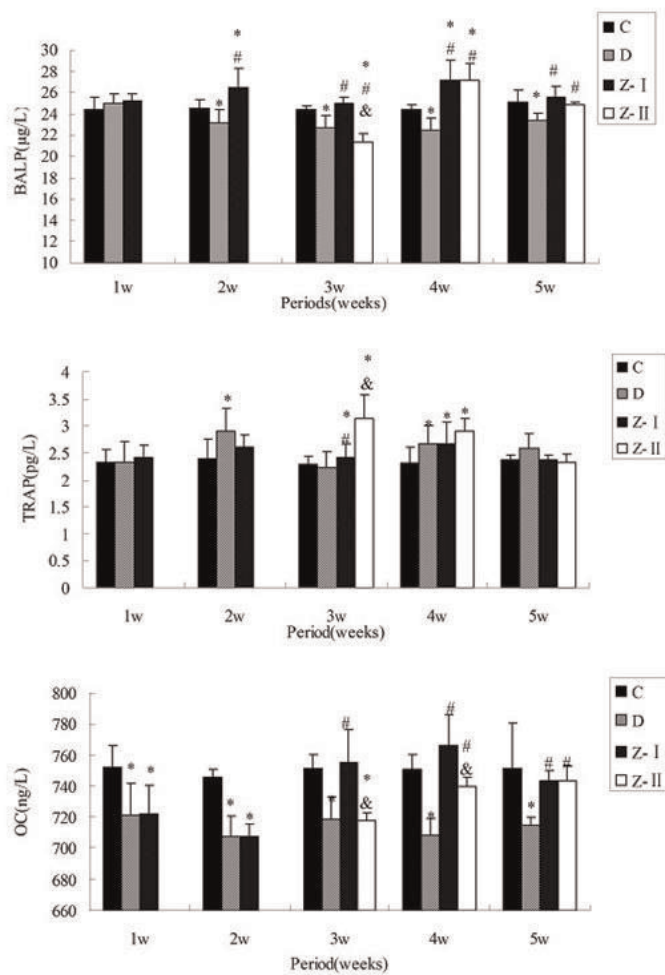 30
28
26
24
22
20
18
16
14
12
10
BALP(μg/L)
*
*
#
*
#
&
*
#
*
*
#
*
#
*
#
*
#
1w
2w
3w
4w
5w
Periods(weeks)
C
D
Z- I
Z- II
4
3.5
3
2.5
2
1.5
1
0.5
0
TRAP(pg/L)
*
*
#
*
&
*
*
*
1w
2w
3w
4w
5w
Period(weeks)
C
D
Z- I
Z- II
800
780
760
740
720
700
680
660
OC(ng/L)
*
*
*
*
*
#
*
&
*
#
#
&
*
#
#
1w
2w
3w
4w
5w
Period(weeks)
C
D
Z- I
Z-II